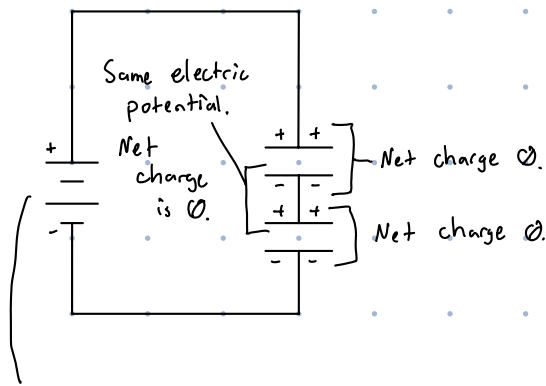 Same electric
potential.
Net
charge
is 0.
+
-
+ +
- -
+ +
- -
Net charge 0.
Net charge 0.